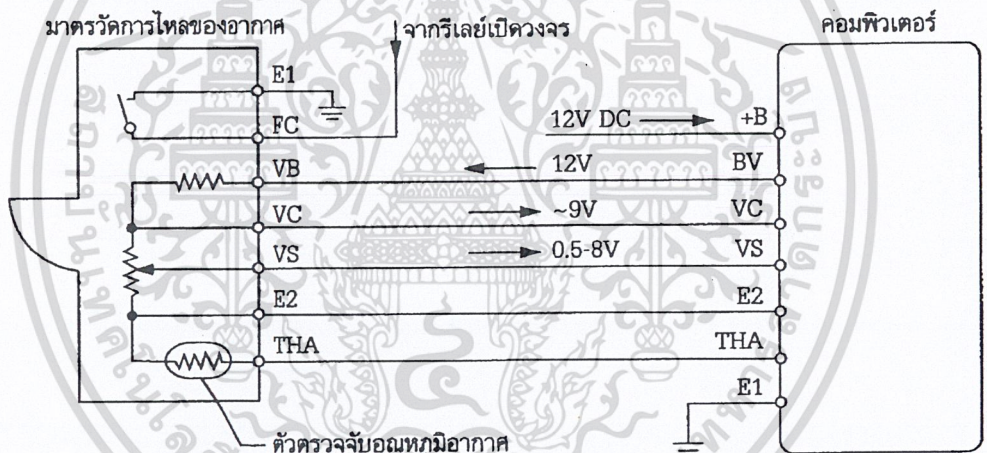 มาตรวัดการไหลของอากาศ
จากรีเลย์เปิดวงจร
คอมพิวเตอร์
E1
FC
VB
VC
VS
E2
THA
12V DC
12V
~9V
0.5-8V
+B
BV
VC
VS
E2
THA
E1
ตัวตรวจจับอุณหภูมิอากาศ